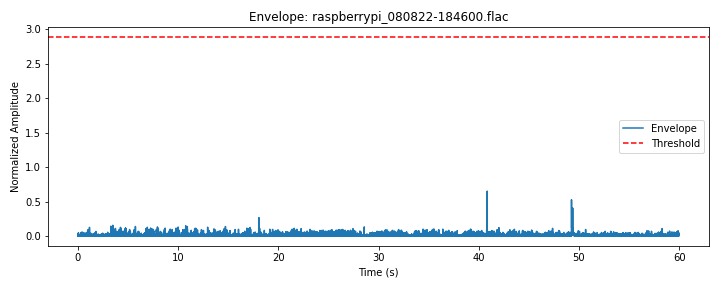 Envelope: raspberrypi_080822-184600.flac
3.0
2.5
2.0
1.5
1.0
0.5
0.0
Normalized Amplitude
Envelope
Threshold
0
10
20
30
40
50
60
Time (s)